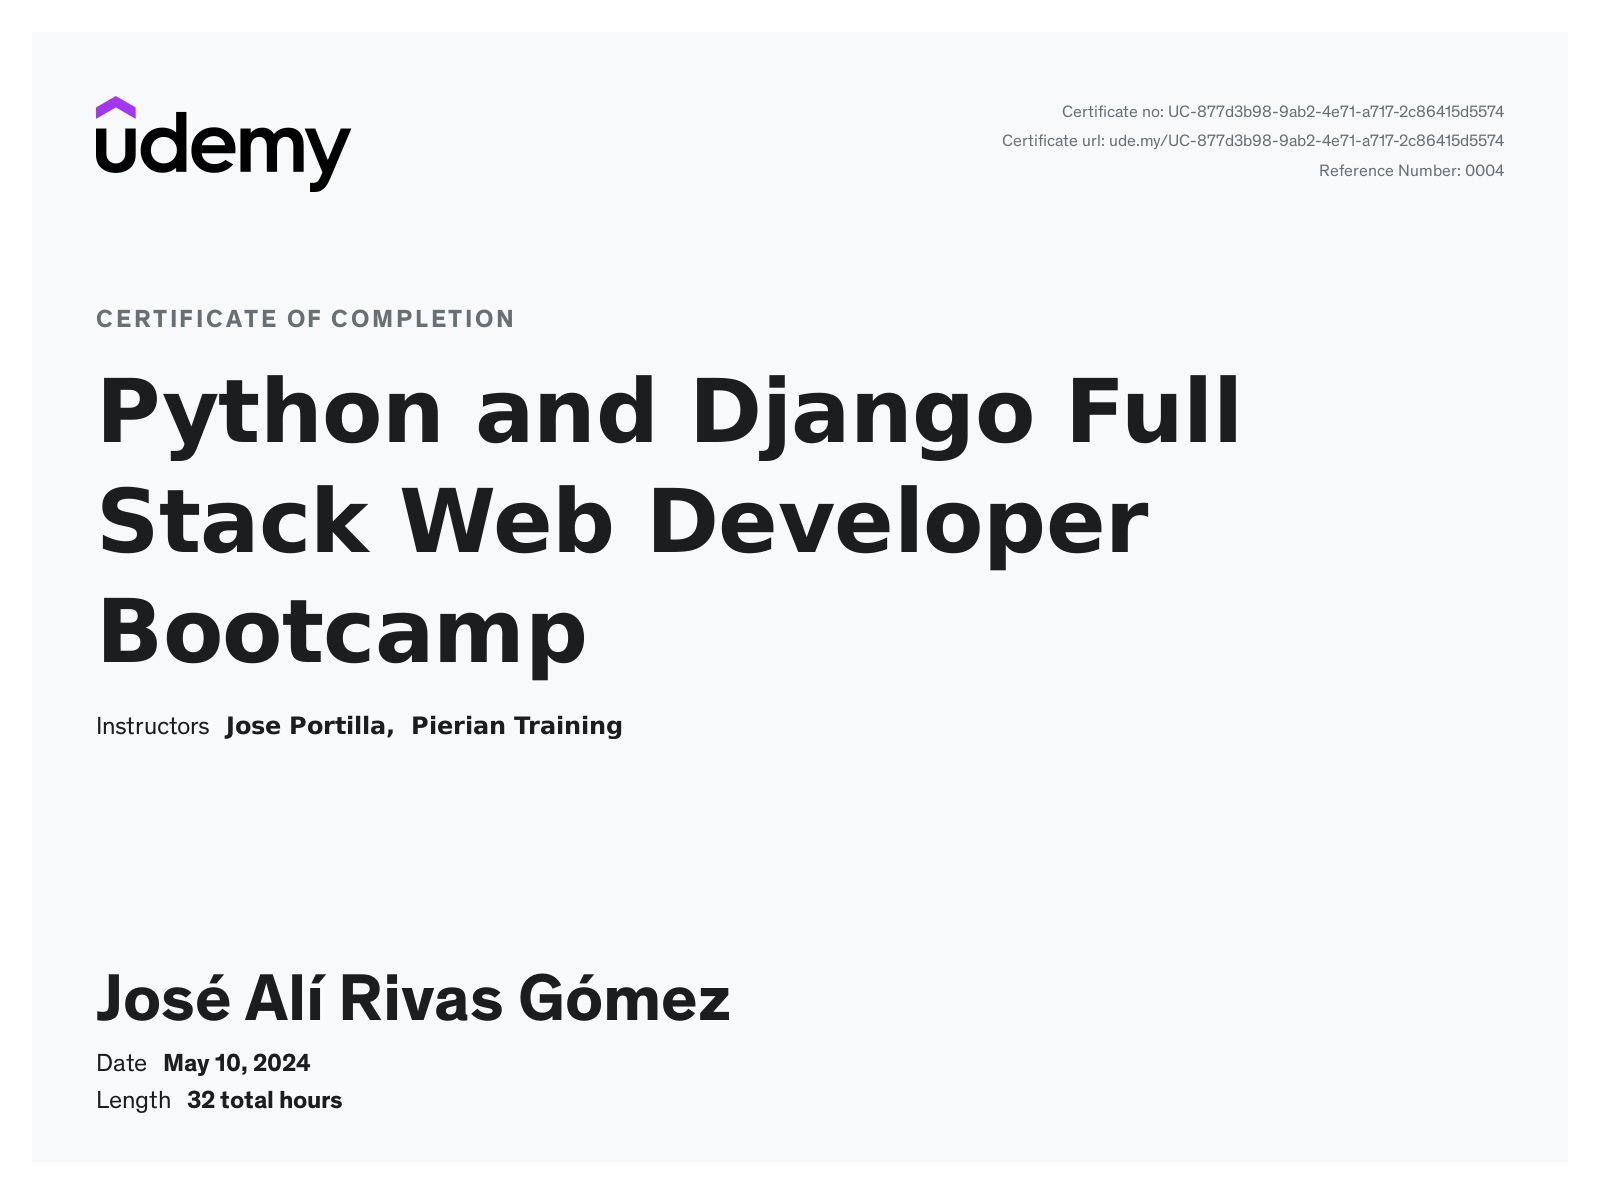 udemy
Certificate no: UC-877d3b98-9ab2-4e71-a717-2c86415d5574
Certificate url: ude.my/UC-877d3b98-9ab2-4e71-a717-2c86415d5574
Reference Number: 0004
CERTIFICATE OF COMPLETION
Python and Django Full
Stack Web Developer
Bootcamp
Instructors Jose Portilla, Pierian Training
José Alí Rivas Gómez
Date May 10, 2024
Length 32 total hours